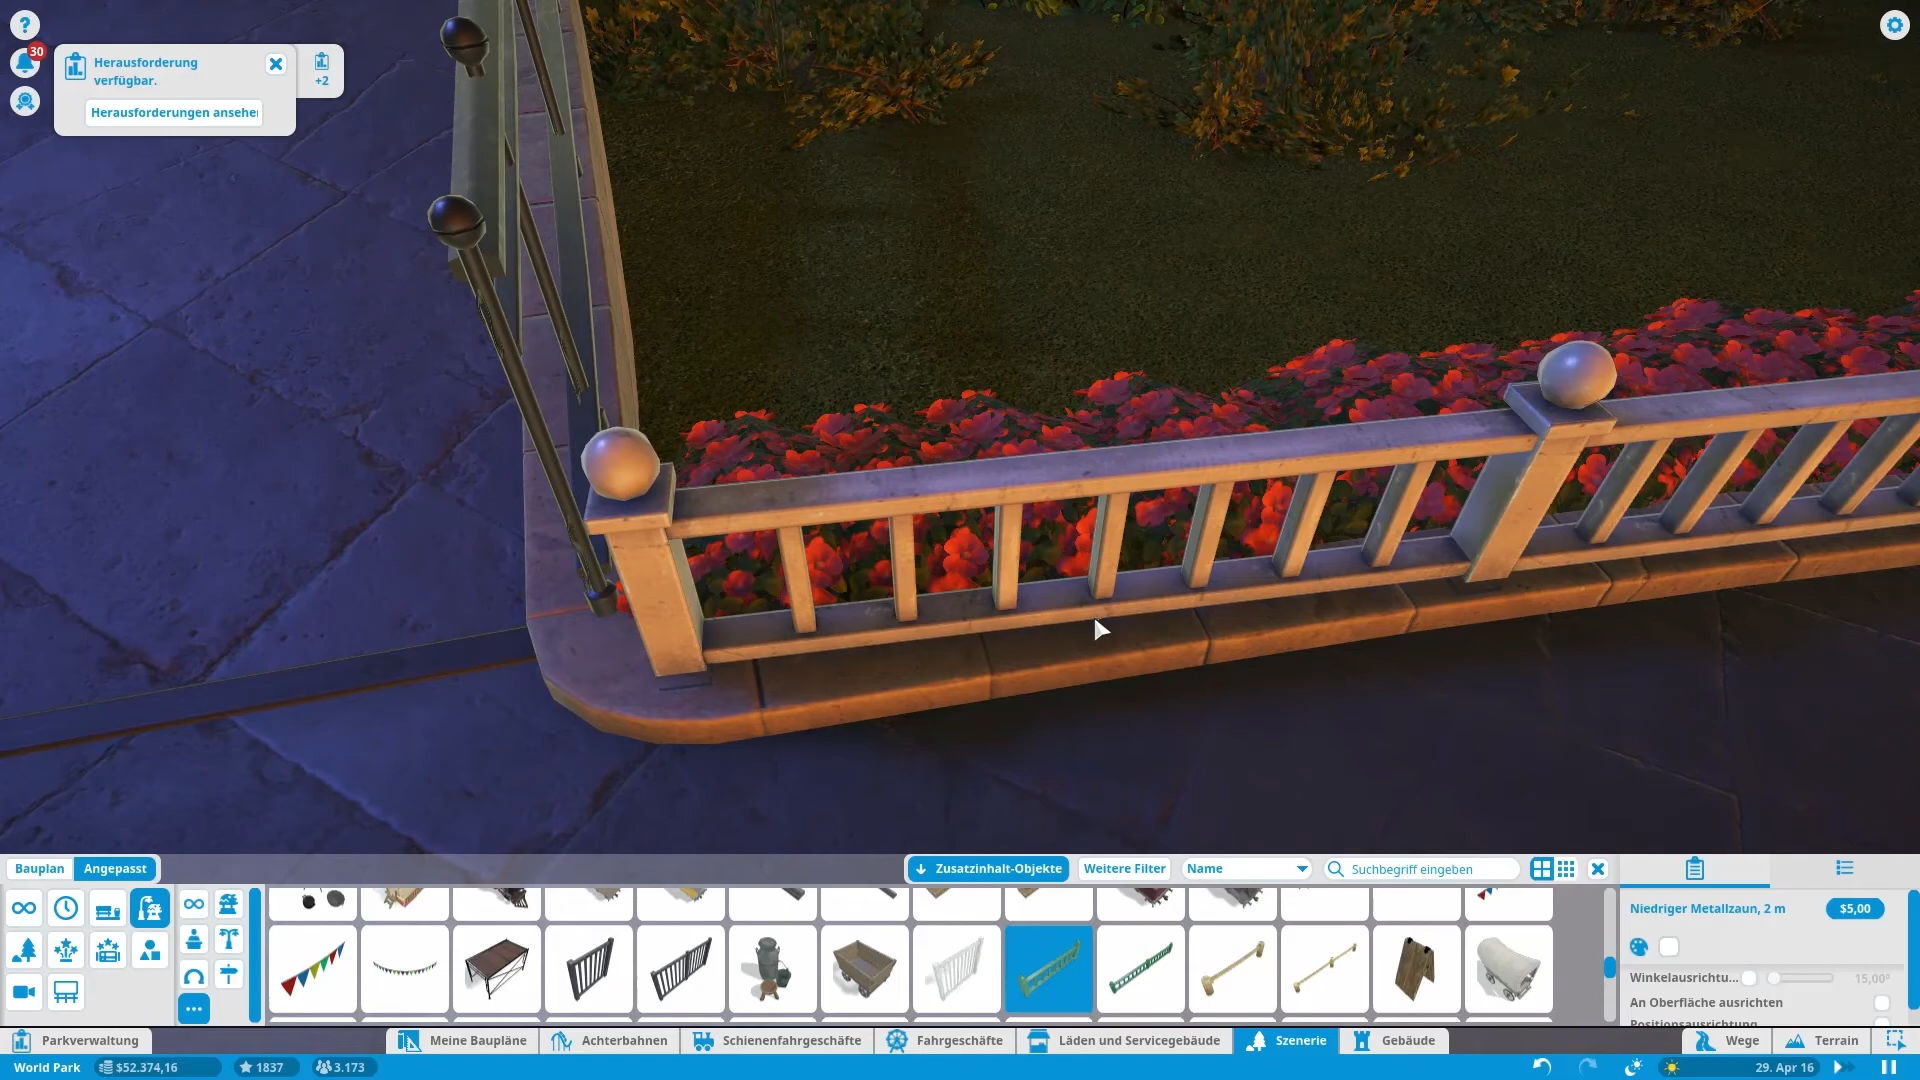 30
Herausforderung
verfügbar.
+2
Herausforderungen ansehe
Bauplan
Angepasst
Zusatzinhalt-Objekte
Weitere Filter
Name
Suchbegriff eingeben
Niedriger Metallzaun, 2 m
$5,00
Winkelausrichtu...
15,00°
An Oberfläche ausrichten
Positionsausrichtung
Parkverwaltung
Meine Baupläne
Achterbahnen
Schienenfahrgeschäfte
Fahrgeschäfte
Läden und Servicegebäude
Szenerie
Gebäude
Wege
Terrain
World Park
$52.374,16
1837
3.173
29. Apr 16